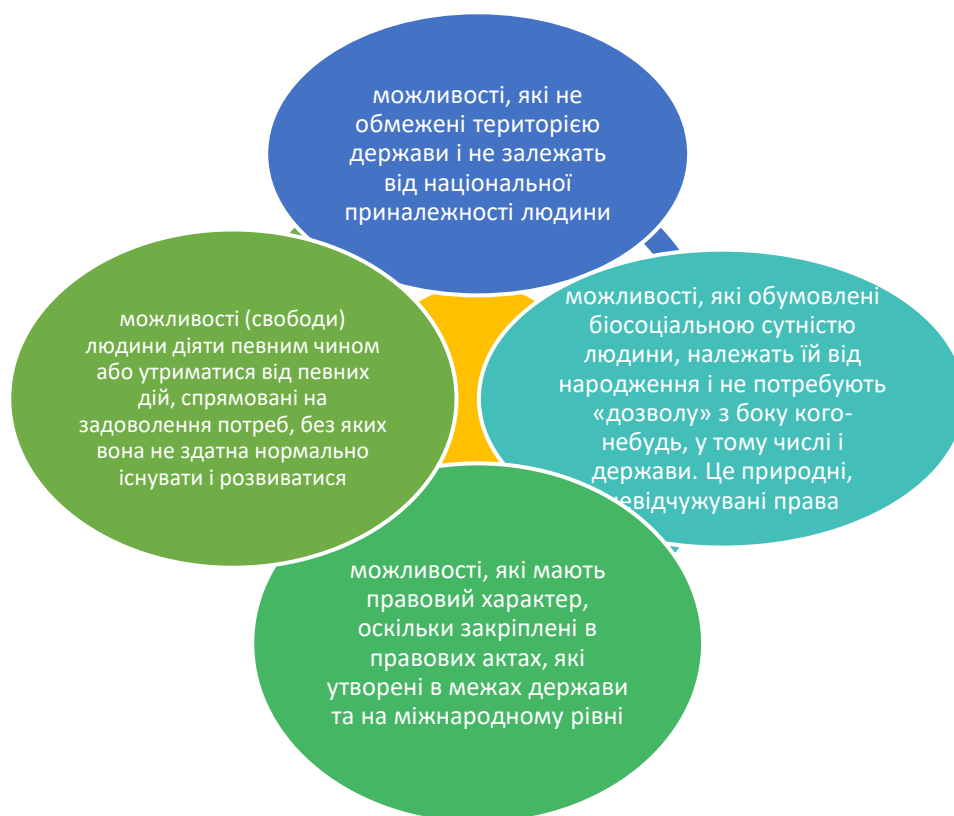 можливості, які не
обмежені територією
держави і не залежать
від національної
приналежності людини
можливості (свободи)
людини діяти певним чином
або утриматися від певних
дій, спрямовані на
задоволення потреб, без яких
вона не здатна нормально
існувати і розвиватися
можливості, які обумовлені
біосоціальною сутністю
людини, належать їй від
народження і не потребують
«дозволу» з боку кого-
небудь, у тому числі і
держави. Це природні,
невідчужувані права
можливості, які мають
правовий характер,
оскільки закріплені в
правових актах, які
утворені в межах держави
та на міжнародному рівні